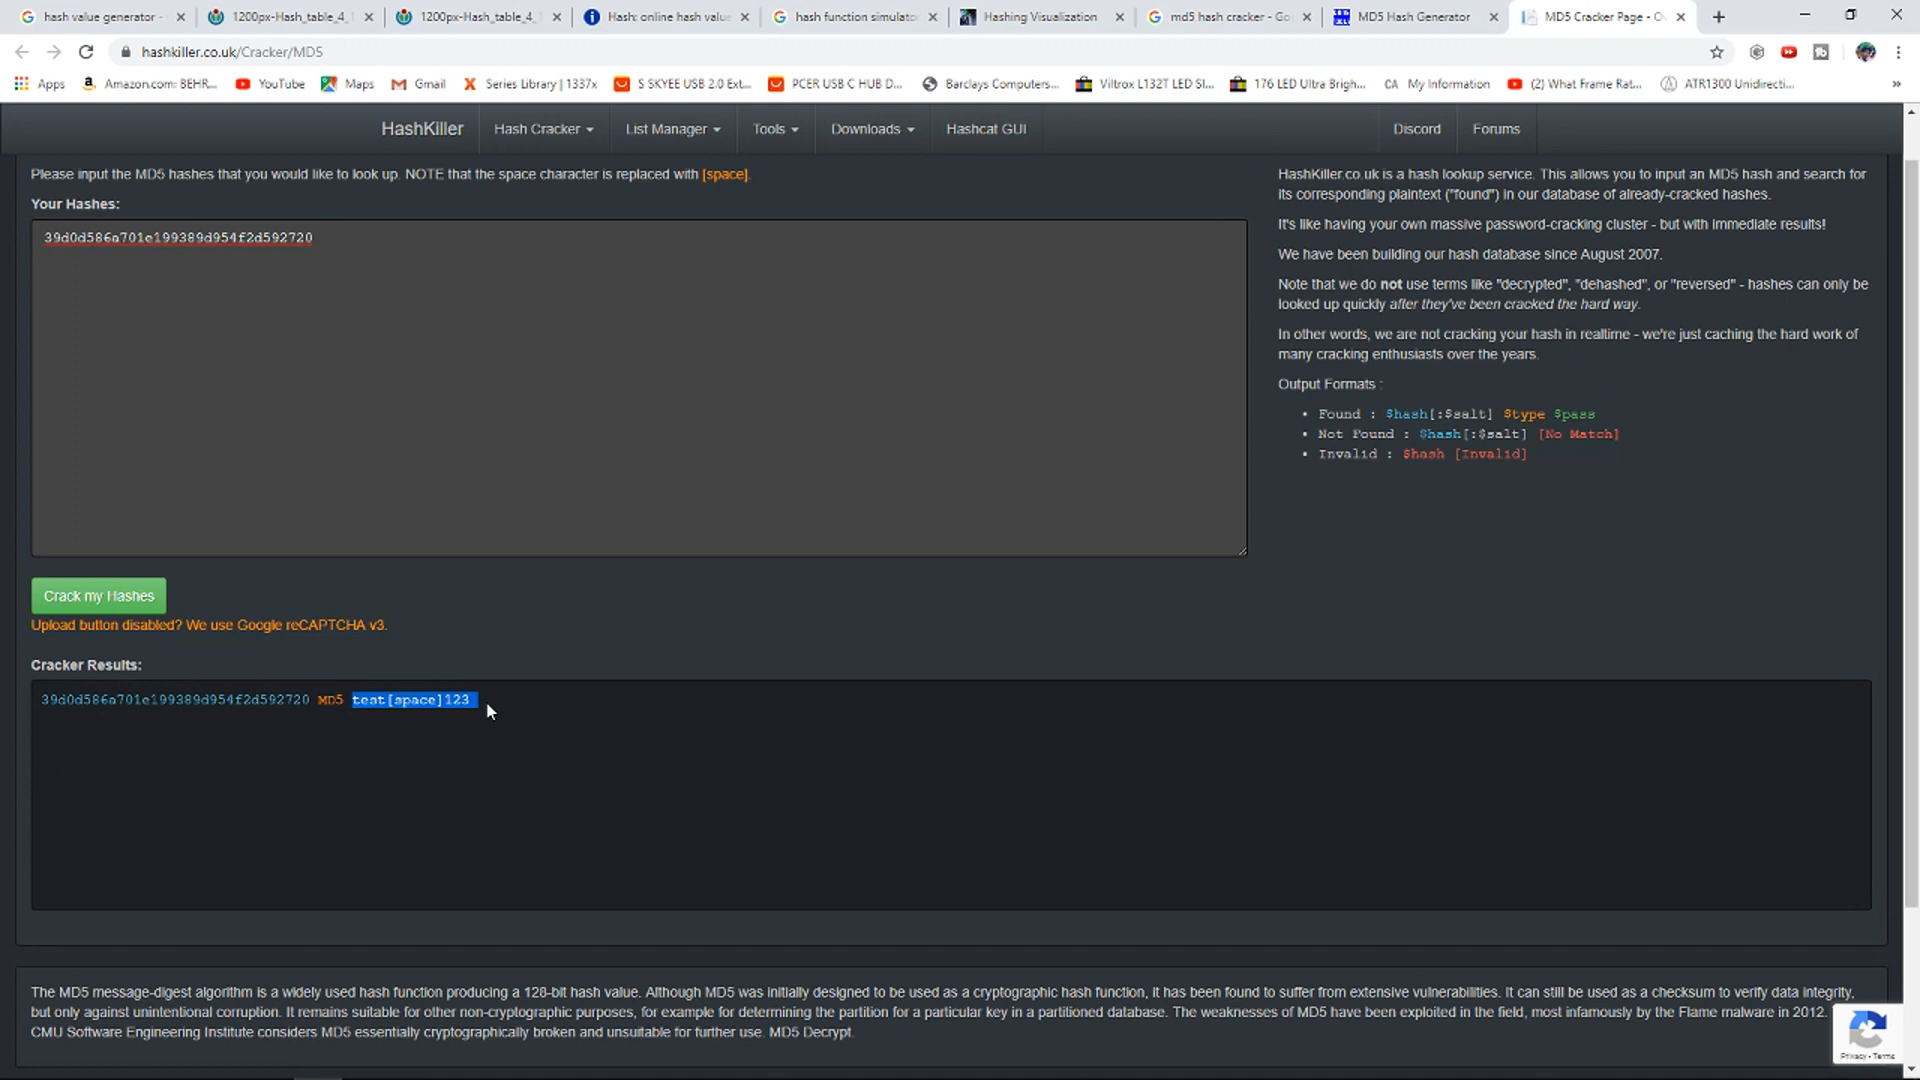 hash value generator -
1200px-Hash_table_4_
1200px-Hash_table_4_
Hash: online hash valu
hash function simulato
Hashing Visualization
md5 hash cracker - Go
MD5 Hash Generator
MD5 Cracker Page - O
hashkiller.co.uk/Cracker/MD5
Apps
Amazon.com: BEHR...
YouTube
Maps
Gmail
Series Library | 1337x
S SKYEE USB 2.0 Ext...
PCER USB C HUB D...
Barclays Computers...
Viltrox L132T LED Sl...
176 LED Ultra Brigh...
CA My Information
(2) What Frame Rat...
ATR1300 Unidirecti...
»
HashKiller
Hash Cracker
List Manager
Tools
Downloads
Hashcat GUI
Discord
Forums
Please input the MD5 hashes that you would like to look up. NOTE that the space character is replaced with [space].
Your Hashes:
39d0d586a701e199389d954f2d592720
Crack my Hashes
Upload button disabled? We use Google reCAPTCHA v3.
Cracker Results:
39d0d586a701e199389d954f2d592720 MD5 test[space]123
HashKiller.co.uk is a hash lookup service. This allows you to input an MD5 hash and search for
its corresponding plaintext ("found") in our database of already-cracked hashes.
It's like having your own massive password-cracking cluster - but with immediate results!
We have been building our hash database since August 2007.
Note that we do not use terms like "decrypted", "dehashed", or "reversed" - hashes can only be
looked up quickly after they've been cracked the hard way.
In other words, we are not cracking your hash in realtime - we're just caching the hard work of
many cracking enthusiasts over the years.
Output Formats :
• Found : $hash[:$salt] $type $pass
• Not Found : $hash[:$salt] [No Match]
• Invalid : $hash [Invalid]
The MD5 message-digest algorithm is a widely used hash function producing a 128-bit hash value. Although MD5 was initially designed to be used as a cryptographic hash function, it has been found to suffer from extensive vulnerabilities. It can still be used as a checksum to verify data integrity,
but only against unintentional corruption. It remains suitable for other non-cryptographic purposes, for example for determining the partition for a particular key in a partitioned database. The weaknesses of MD5 have been exploited in the field, most infamously by the Flame malware in 2012.
CMU Software Engineering Institute considers MD5 essentially cryptographically broken and unsuitable for further use. MD5 Decrypt.
Privacy - Terms